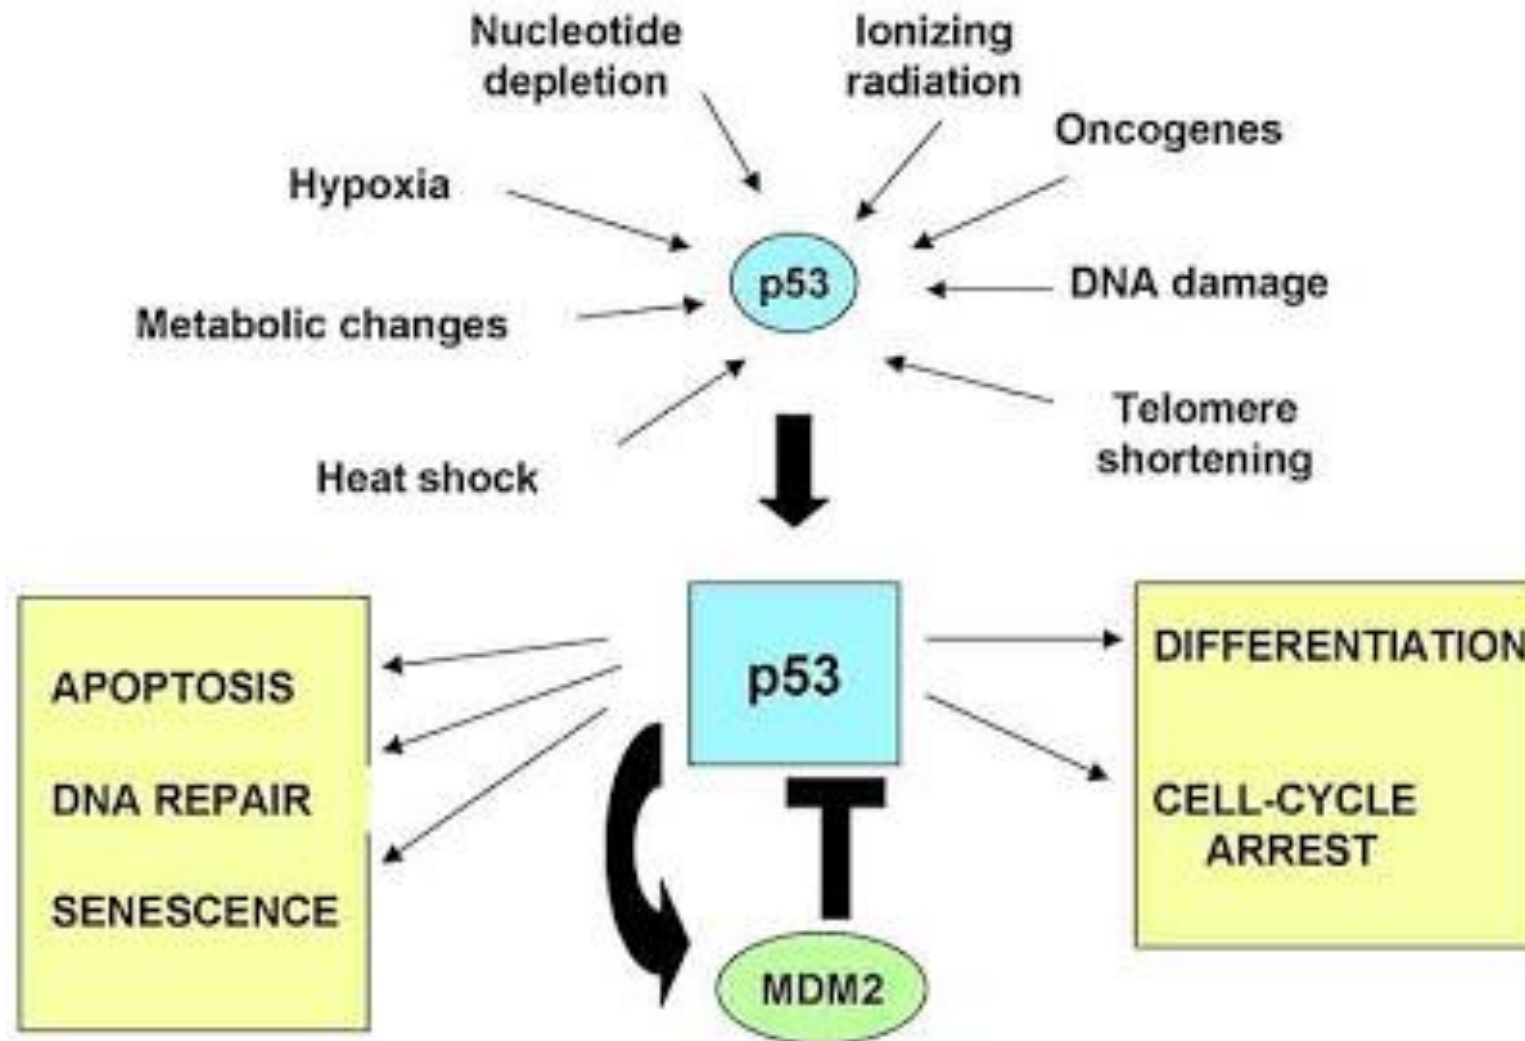 Nucleotide
depletion
Ionizing
radiation
Oncogenes
Hypoxia
p53
DNA damage
Metabolic changes
Telomere
shortening
Heat shock
APOPTOSIS
DNA REPAIR
SENESCENCE
p53
DIFFERENTIATION
CELL-CYCLE
ARREST
MDM2